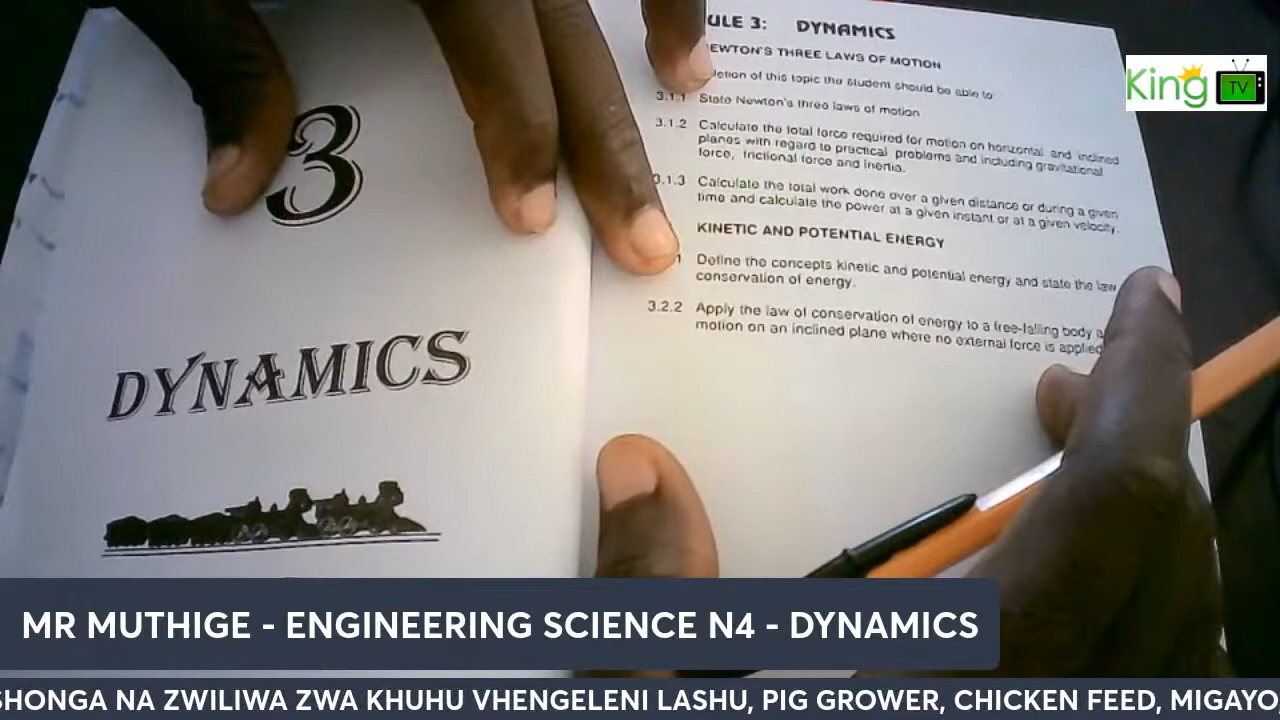 3
DYNAMICS
ULE 3: DYNAMICS
EWTON'S THREE LAWS OF MOTION
letion of this topic the student should be able to
3.1.1 State Newton's three laws of motion
3.1.2 Calculate the total force required for motion on horizontal and inclined
planes with regard to practical problems and including gravitational
force, frictional force and inertia.
3.1.3 Calculate the total work done over a given distance or during a given
time and calculate the power at a given instant or at a given velocity.
KINETIC AND POTENTIAL ENERGY
1 Define the concepts kinetic and potential energy and state the law
conservation of energy.
3.2.2 Apply the law of conservation of energy to a free-falling body a
motion on an inclined plane where no external force is applied
King TV
MR MUTHIGE - ENGINEERING SCIENCE N4 - DYNAMICS
SHONGA NA ZWILIWA ZWA KHUHU VHENGELENI LASHU, PIG GROWER, CHICKEN FEED, MIGAYO,